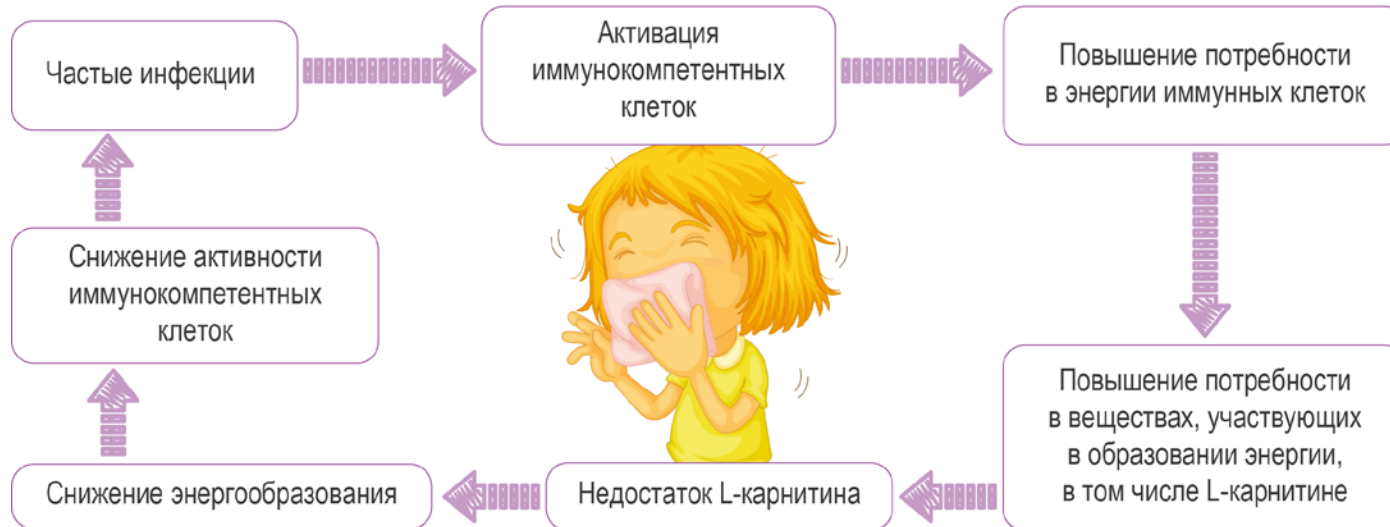 Частые инфекции
Активация
иммунокомпетентных
клеток
Повышение потребности
в энергии иммунных клеток
Снижение активности
иммунокомпетентных
клеток
Повышение потребности
в веществах, участвующих
в образовании энергии,
в том числе L-карнитине
Снижение энергообразования
Недостаток L-карнитина